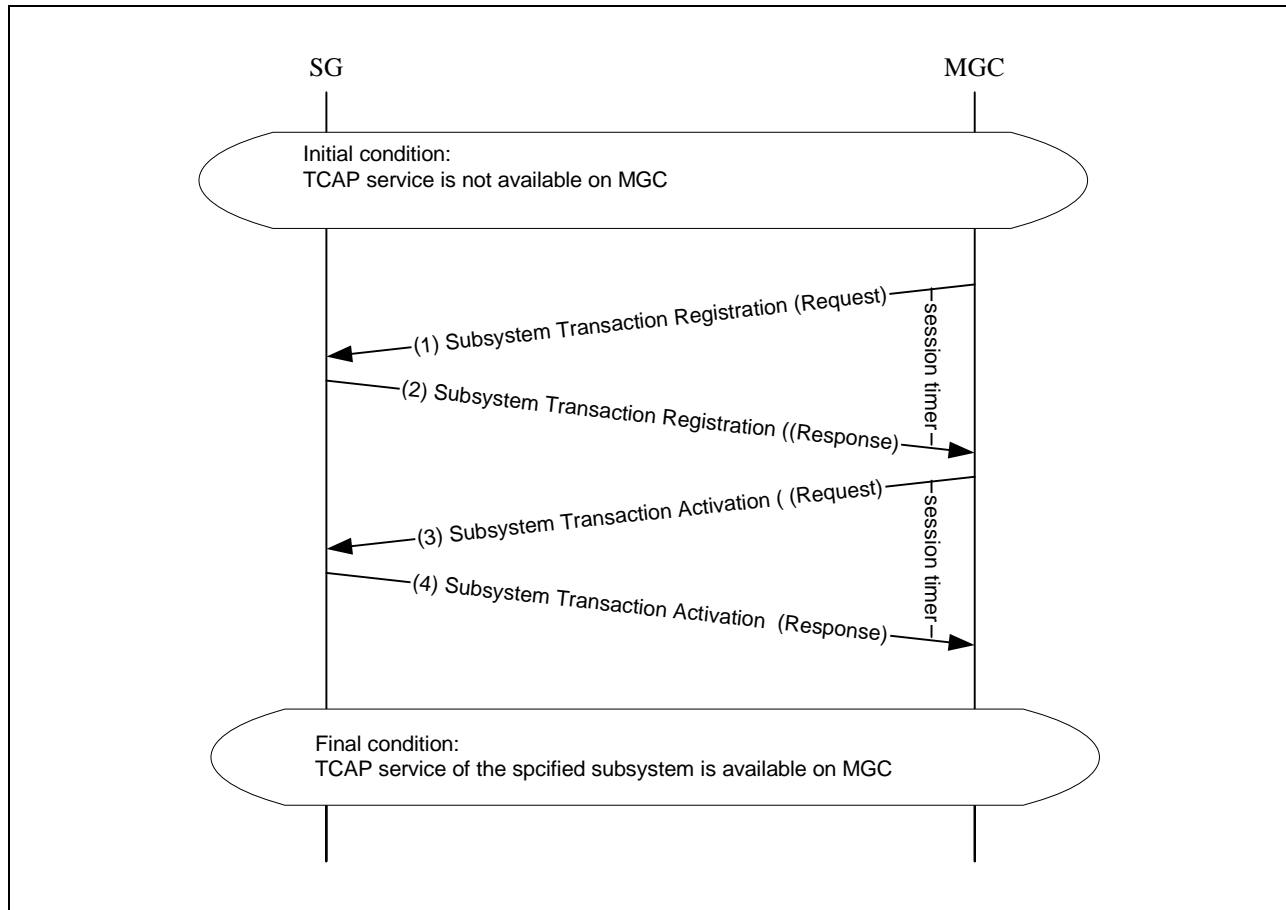 SG
MGC
Initial condition:
TCAP service is not available on MGC
(1) Subsystem Transaction Registration (Request)
session timer
(2) Subsystem Transaction Registration ((Response)
(3) Subsystem Transaction Activation ( (Request)
session timer
(4) Subsystem Transaction Activation  (Response)
Final condition:
TCAP service of the spcified subsystem is available on MGC